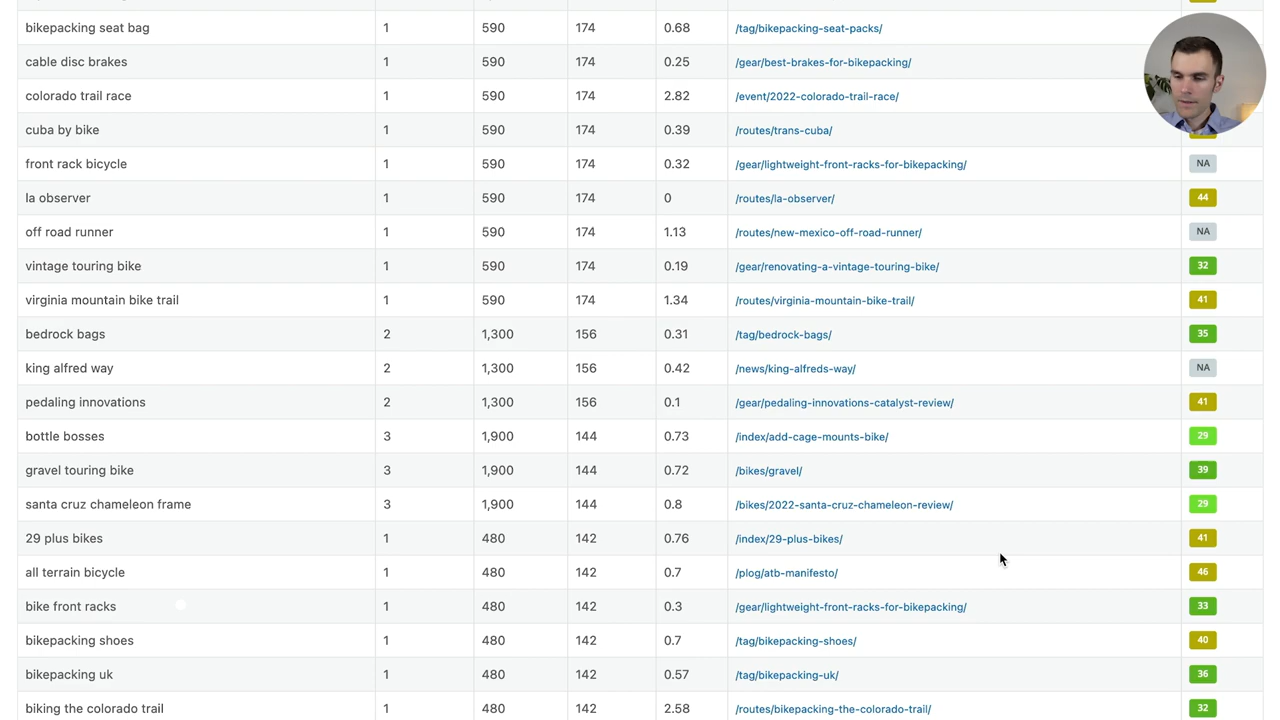 bikepacking seat bag 1 590 174 0.68 /tag/bikepacking-seat-packs/
cable disc brakes 1 590 174 0.25 /gear/best-brakes-for-bikepacking/
colorado trail race 1 590 174 2.82 /event/2022-colorado-trail-race/
cuba by bike 1 590 174 0.39 /routes/trans-cuba/
front rack bicycle 1 590 174 0.32 /gear/lightweight-front-racks-for-bikepacking/ NA
la observer 1 590 174 0 /routes/la-observer/ 44
off road runner 1 590 174 1.13 /routes/new-mexico-off-road-runner/ NA
vintage touring bike 1 590 174 0.19 /gear/renovating-a-vintage-touring-bike/ 32
virginia mountain bike trail 1 590 174 1.34 /routes/virginia-mountain-bike-trail/ 41
bedrock bags 2 1,300 156 0.31 /tag/bedrock-bags/ 35
king alfred way 2 1,300 156 0.42 /news/king-alfreds-way/ NA
pedaling innovations 2 1,300 156 0.1 /gear/pedaling-innovations-catalyst-review/ 41
bottle bosses 3 1,900 144 0.73 /index/add-cage-mounts-bike/ 29
gravel touring bike 3 1,900 144 0.72 /bikes/gravel/ 39
santa cruz chameleon frame 3 1,900 144 0.8 /bikes/2022-santa-cruz-chameleon-review/ 29
29 plus bikes 1 480 142 0.76 /index/29-plus-bikes/ 41
all terrain bicycle 1 480 142 0.7 /plog/atb-manifesto/ 46
bike front racks 1 480 142 0.3 /gear/lightweight-front-racks-for-bikepacking/ 33
bikepacking shoes 1 480 142 0.7 /tag/bikepacking-shoes/ 40
bikepacking uk 1 480 142 0.57 /tag/bikepacking-uk/ 36
biking the colorado trail 1 480 142 2.58 /routes/bikepacking-the-colorado-trail/ 32